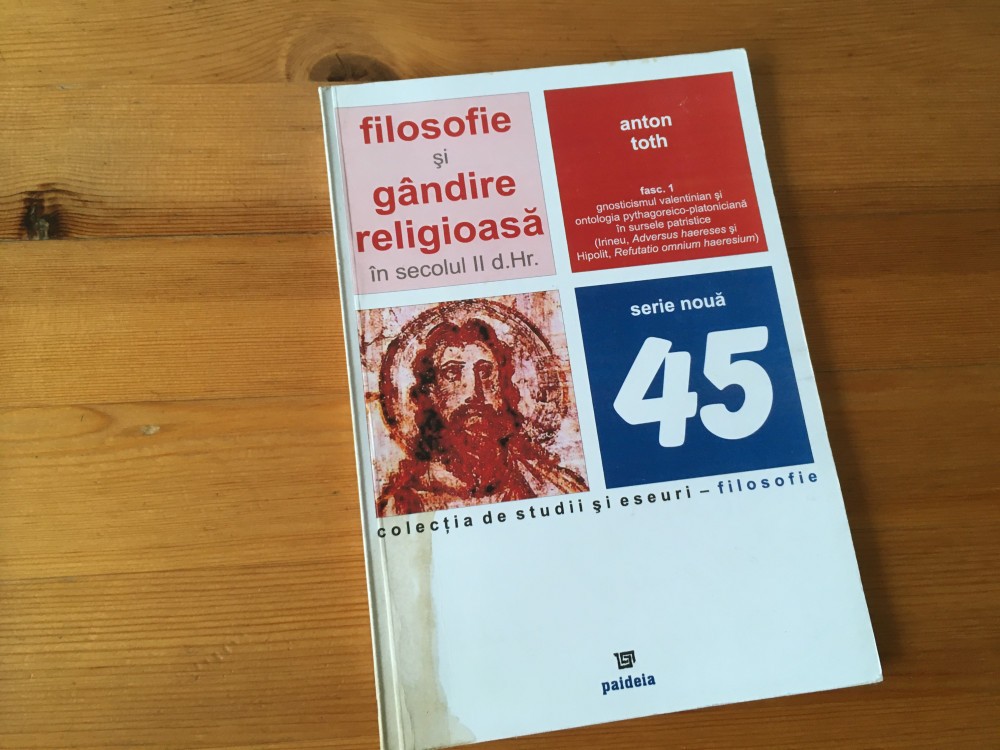 filosofie
şi
gândire
religioasă
în secolul II d.Hr.
anton
toth
fasc. 1
gnosticismul valentinian şi
ontologia pythagoreico-platoniciană
în sursele patristice
(Irineu, Adversus haereses şi
Hipolit, Refutatio omnium haeresium)
serie nouă
45
colecţia de studii şi eseuri – filosofie
paideia